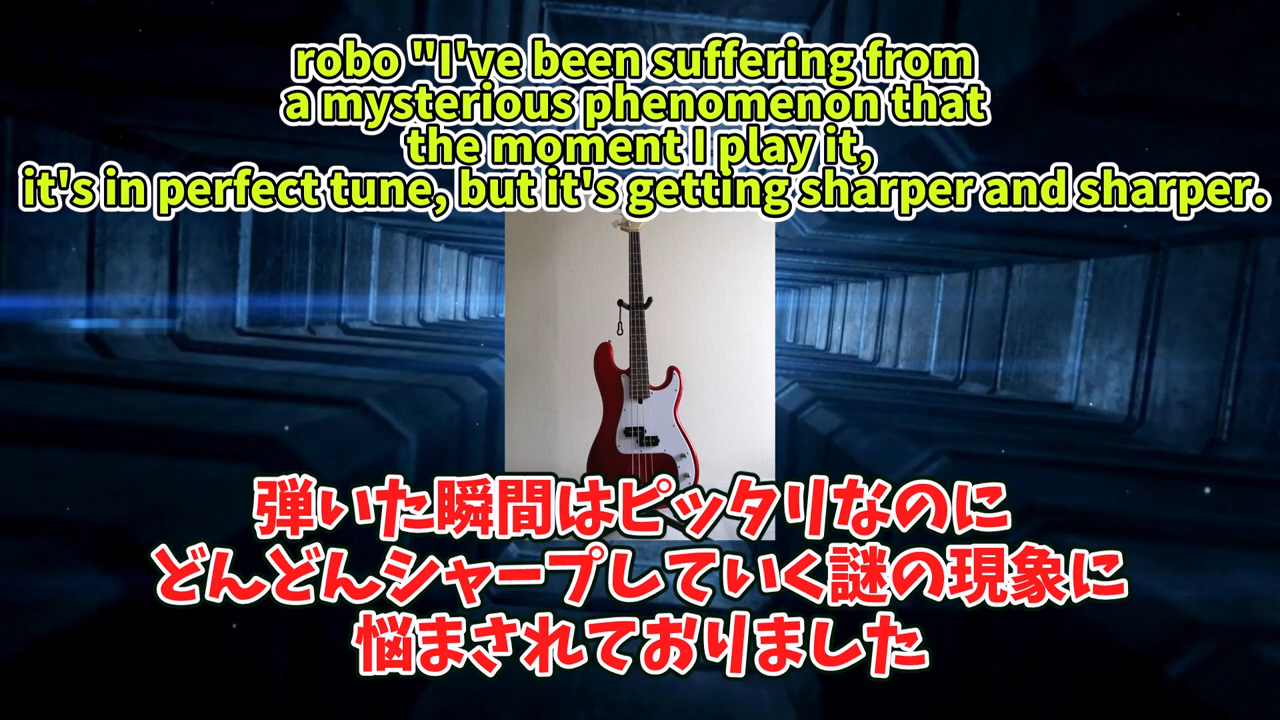 robo "I've been suffering from
a mysterious phenomenon that
the moment I play it,
it's in perfect tune, but it's getting sharper and sharper.
弾いた瞬間はピッタリなのに
どんどんシャープしていく謎の現象に
悩まされておりました